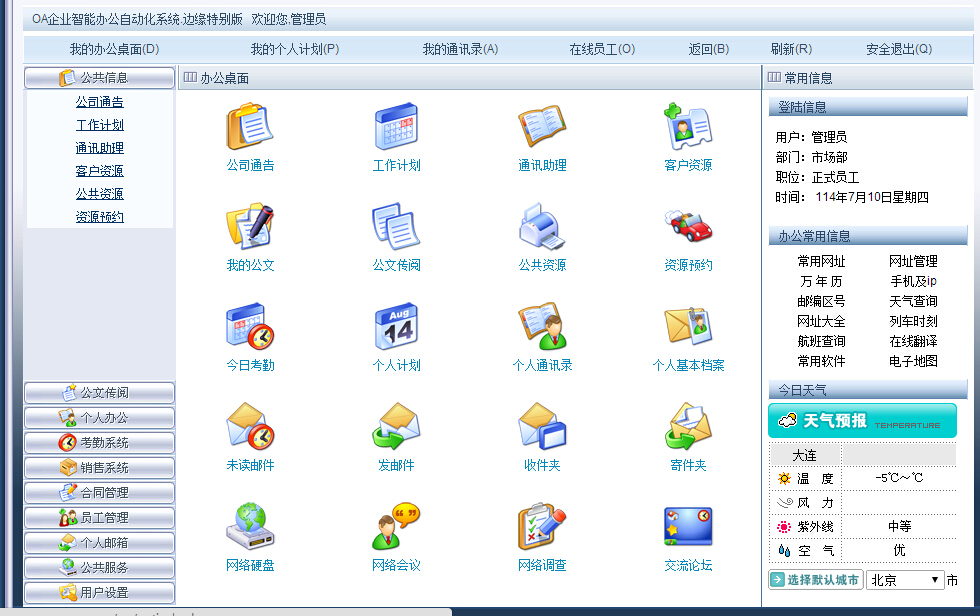 OA企业智能办公自动化系统.边缘特别版 欢迎您,管理员
我的办公桌面(D) 我的个人计划(P) 我的通讯录(A) 在线员工(O) 返回(B) 刷新(R) 安全退出(Q)
公共信息
公司通告
工作计划
通讯助理
客户资源
公共资源
资源预约
公文传阅
个人办公
考勤系统
销售系统
合同管理
员工管理
个人邮箱
公共服务
用户设置
办公桌面
公司通告 工作计划 通讯助理 客户资源
我的公文 公文传阅 公共资源 资源预约
Aug
14
今日考勤 个人计划 个人通讯录 个人基本档案
未读邮件 发邮件 收件夹 寄件夹
网络硬盘 网络会议 网络调查 交流论坛
常用信息
登陆信息
用户：管理员
部门：市场部
职位：正式员工
时间： 114年7月10日星期四
办公常用信息
常用网址 网址管理
万 年 历 手机及ip
邮编区号 天气查询
网址大全 列车时刻
航班查询 在线翻译
常用软件 电子地图
今日天气
天气预报 TEMPERATURE
大连
温 度 -5℃～℃
风 力
紫外线 中等
空 气 优
选择默认城市 北京 市